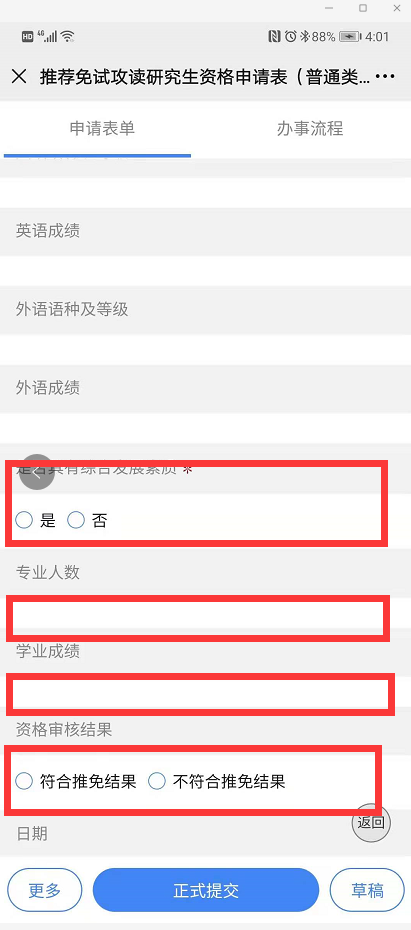 HD 4G 88% 4:01
推荐免试攻读研究生资格申请表（普通类...
申请表单 办事流程
英语成绩
外语语种及等级
外语成绩
是否具有综合发展素质 *
是 否
专业人数
学业成绩
资格审核结果
符合推免结果 不符合推免结果
返回
日期
更多 正式提交 草稿